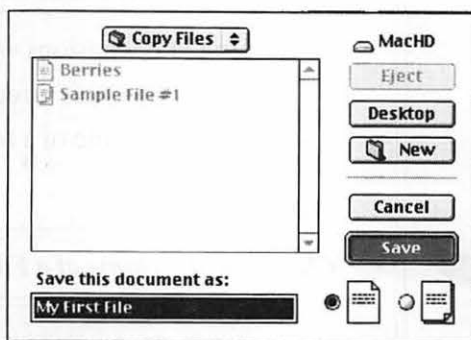 Copy Files
MacHD
Berries
Sample File #1
Eject
Desktop
New
Cancel
Save
Save this document as:
My First File